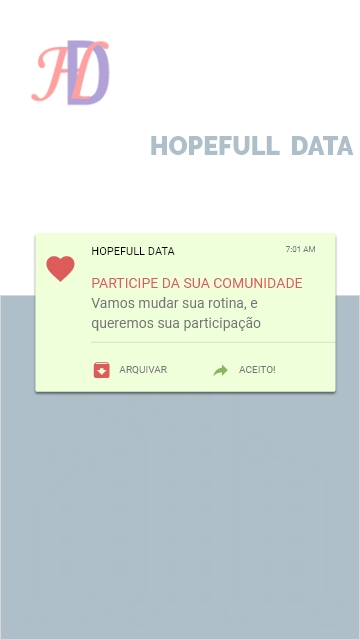 HD
HOPEFULL DATA
HOPEFULL DATA
7:01 AM
PARTICIPE DA SUA COMUNIDADE
Vamos mudar sua rotina, e
queremos sua participação
ARQUIVAR
ACEITO!